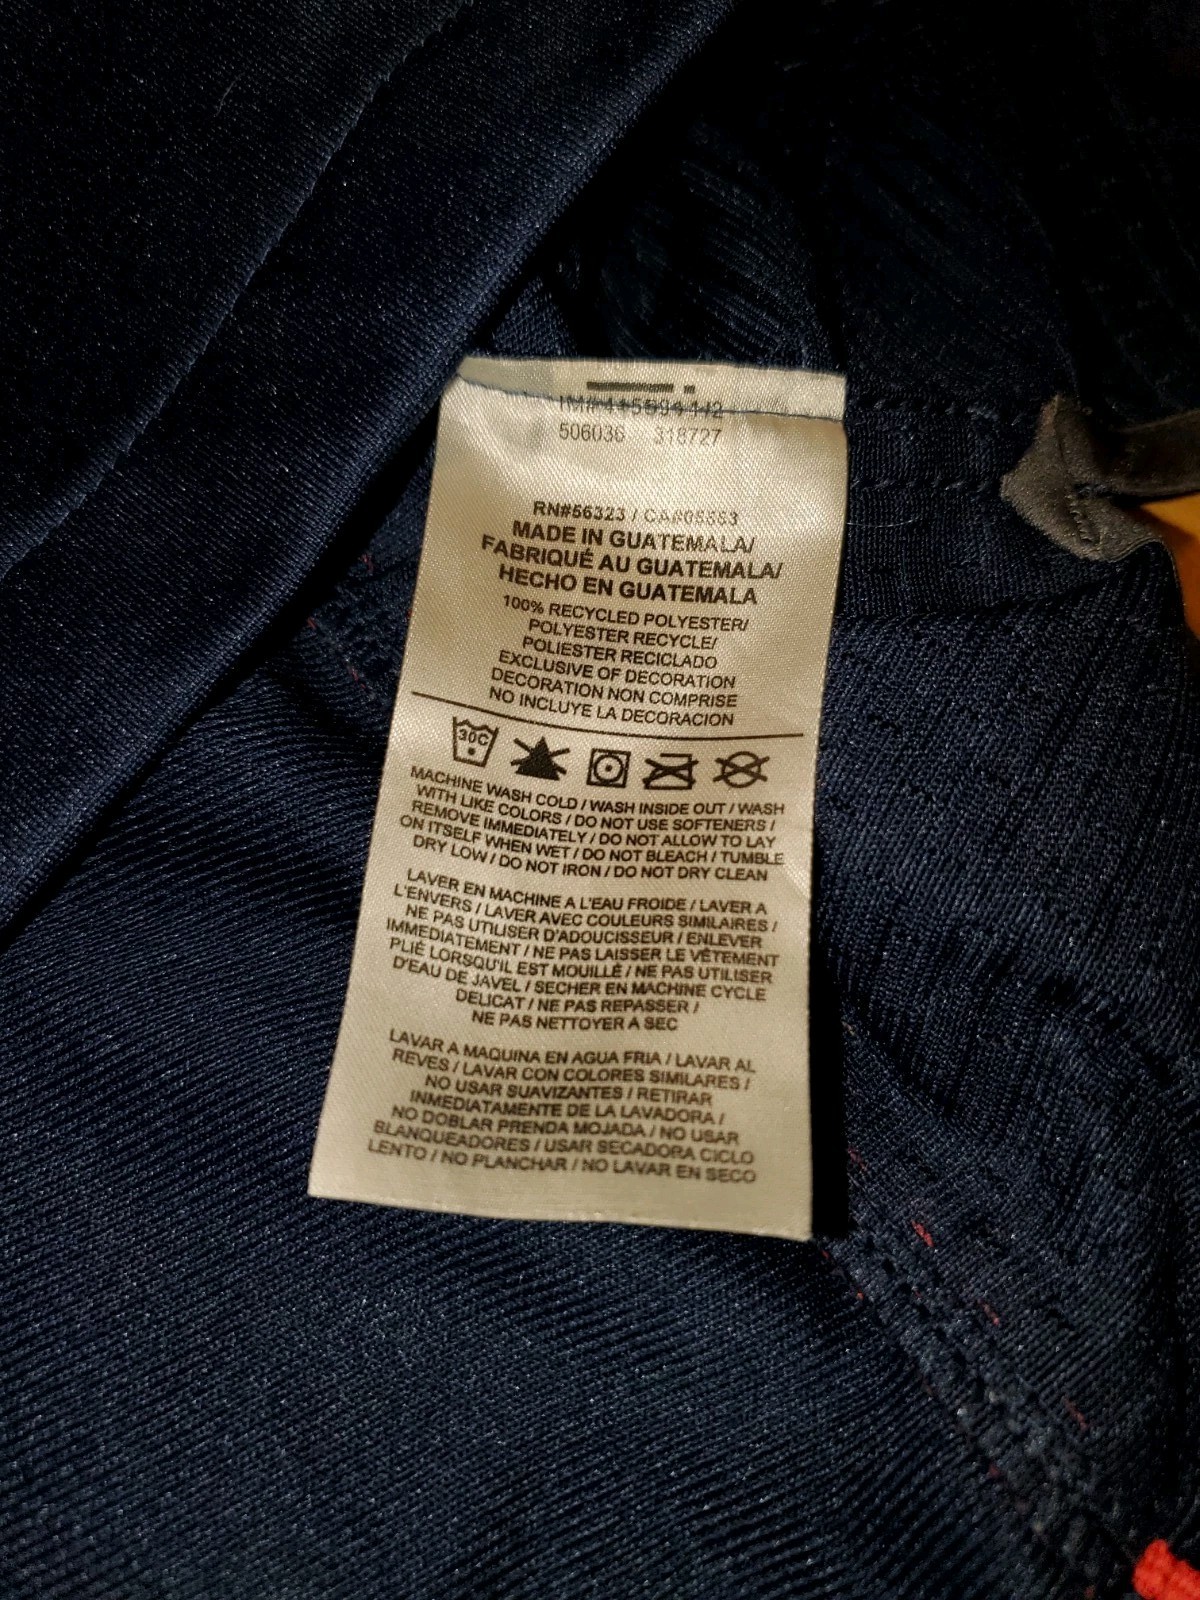 506036 318727
RN#56323 / CA#05553
MADE IN GUATEMALA/
FABRIQUÉ AU GUATEMALA/
HECHO EN GUATEMALA
100% RECYCLED POLYESTER/
POLYESTER RECYCLE/
POLIESTER RECICLADO
EXCLUSIVE OF DECORATION
DECORATION NON COMPRISE
NO INCLUYE LA DECORACION
30C
MACHINE WASH COLD / WASH INSIDE OUT / WASH
WITH LIKE COLORS / DO NOT USE SOFTENERS /
REMOVE IMMEDIATELY / DO NOT ALLOW TO LAY
ON ITSELF WHEN WET / DO NOT BLEACH / TUMBLE
DRY LOW / DO NOT IRON / DO NOT DRY CLEAN
LAVER EN MACHINE A L'EAU FROIDE / LAVER A
L'ENVERS / LAVER AVEC COULEURS SIMILAIRES /
NE PAS UTILISER D'ADOUCISSEUR / ENLEVER
IMMEDIATEMENT / NE PAS LAISSER LE VÊTEMENT
PLIÉ LORSQU'IL EST MOUILLÉ / NE PAS UTILISER
D'EAU DE JAVEL / SECHER EN MACHINE CYCLE
DELICAT / NE PAS REPASSER /
NE PAS NETTOYER A SEC
LAVAR A MAQUINA EN AGUA FRIA / LAVAR AL
REVES / LAVAR CON COLORES SIMILARES /
NO USAR SUAVIZANTES / RETIRAR
INMEDIATAMENTE DE LA LAVADORA /
NO DOBLAR PRENDA MOJADA / NO USAR
BLANQUEADORES / USAR SECADORA CICLO
LENTO / NO PLANCHAR / NO LAVAR EN SECO